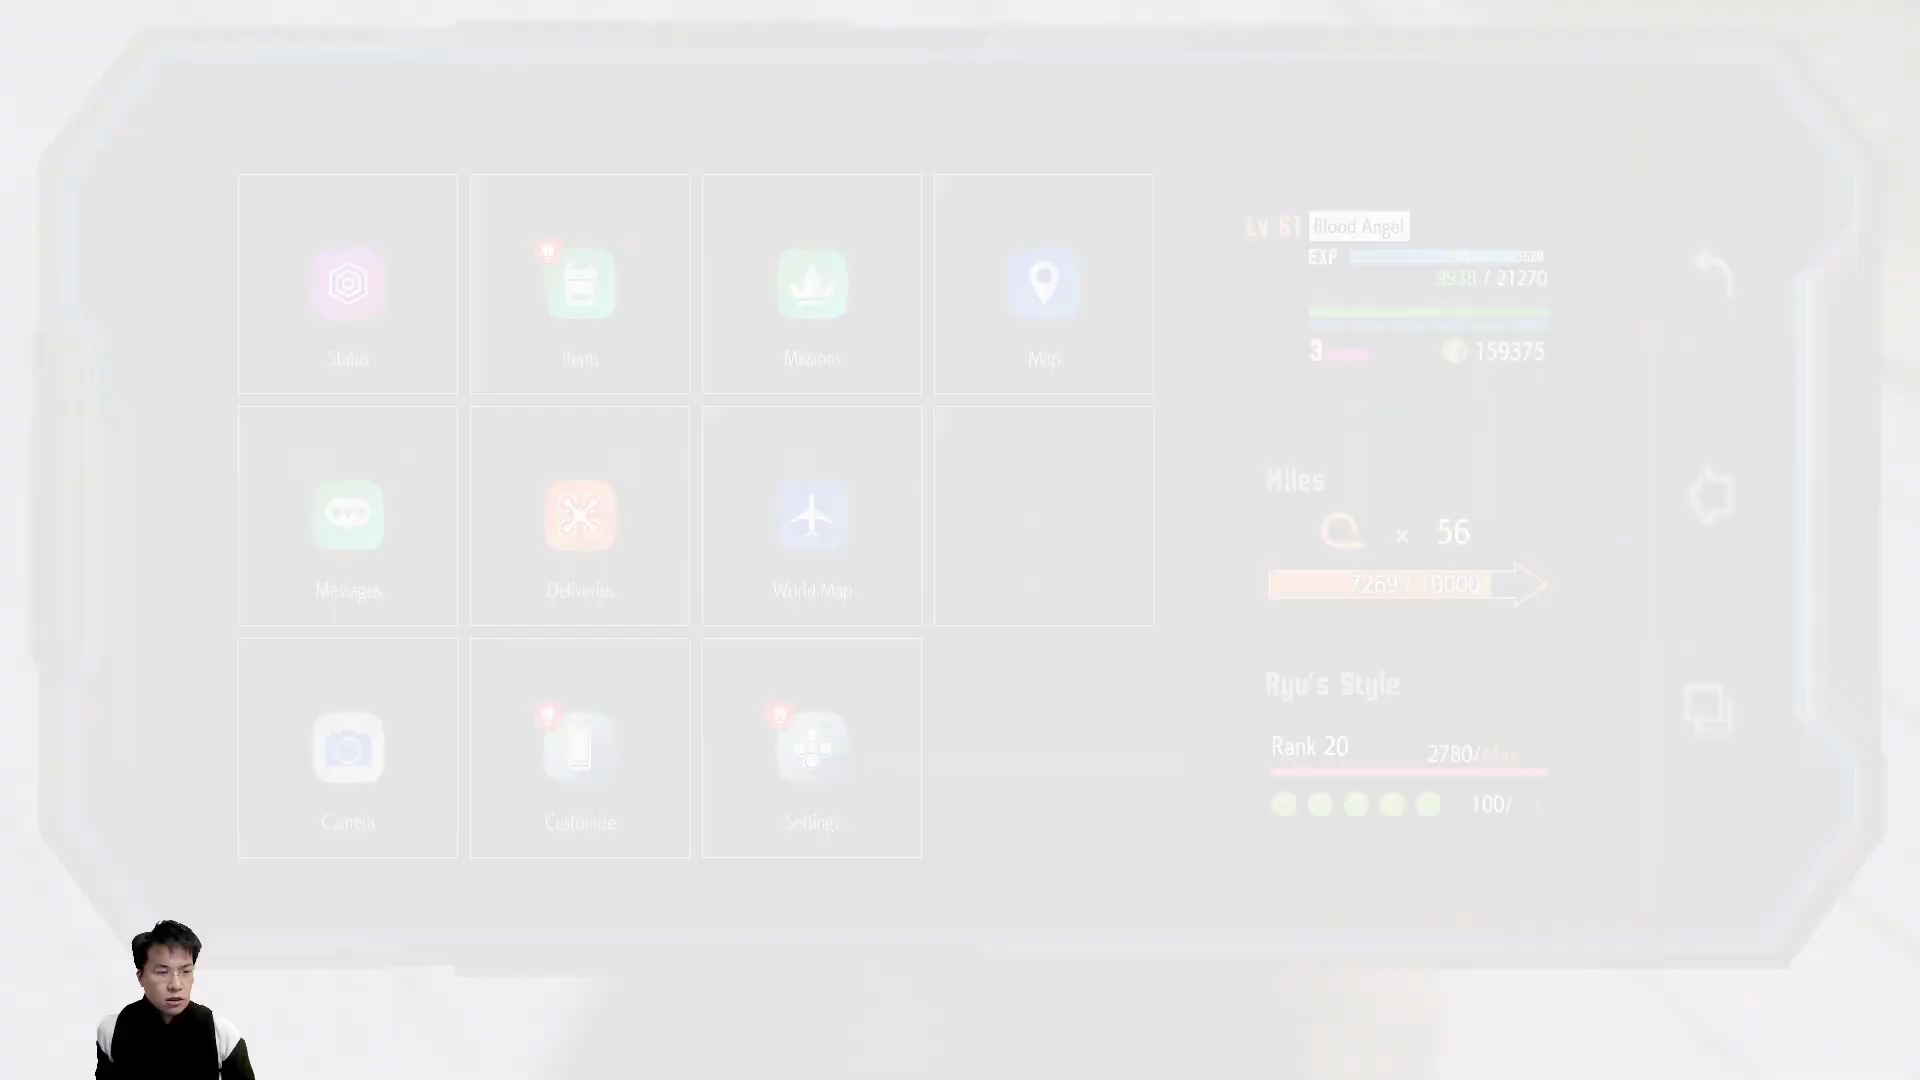 Status
Items
Missions
Map
Lv 61 Blood Angel
EXP
9938 / 21270
3
159375
Messages
Deliveries
World Map
Miles
× 56
7269 / 10000
Camera
Customize
Settings
Ryu's Style
Rank 20
2780/
100/